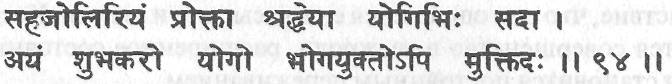 सहजोलिरियं प्रोक्ता श्रद्धेया योगिभिः सदा ।
अयं शुभकरो योगो भोगयुक्तोऽपि मुक्तिदः ।। ९४ ।।